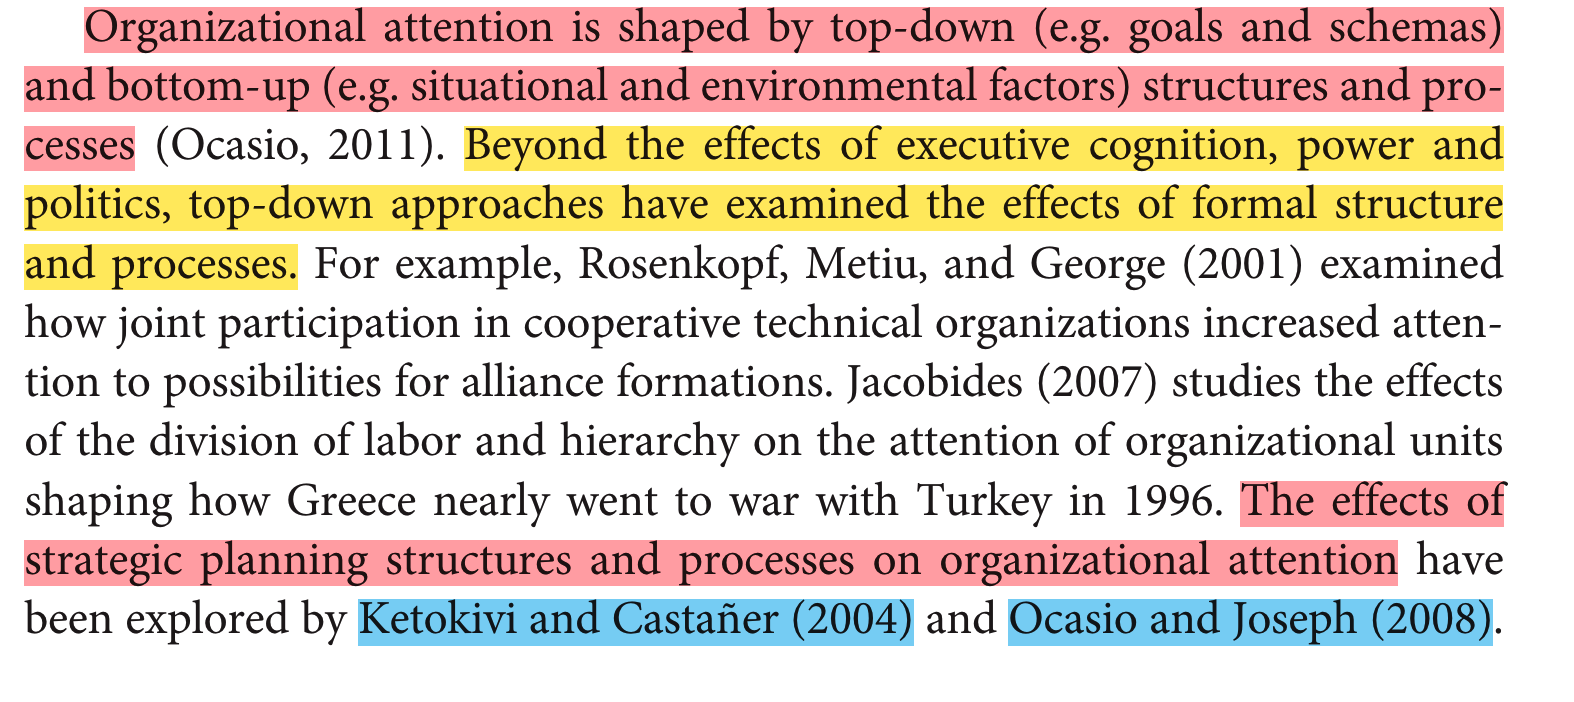 Organizational attention is shaped by top-down (e.g. goals and schemas)
and bottom-up (e.g. situational and environmental factors) structures and pro-
cesses (Ocasio, 2011). Beyond the effects of executive cognition, power and
politics, top-down approaches have examined the effects of formal structure
and processes. For example, Rosenkopf, Metiu, and George (2001) examined
how joint participation in cooperative technical organizations increased atten-
tion to possibilities for alliance formations. Jacobides (2007) studies the effects
of the division of labor and hierarchy on the attention of organizational units
shaping how Greece nearly went to war with Turkey in 1996. The effects of
strategic planning structures and processes on organizational attention have
been explored by Ketokivi and Castañer (2004) and Ocasio and Joseph (2008).